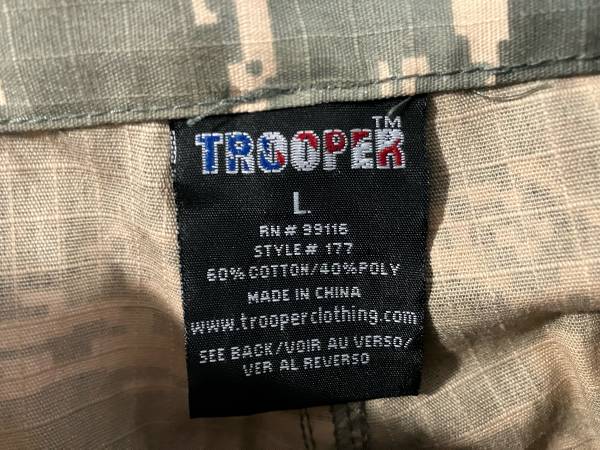 TROOPER™
L
RN# 99116
STYLE# 177
60% COTTON/40% POLY
MADE IN CHINA
www.trooperclothing.com
SEE BACK/VOIR AU VERSO/
VER AL REVERSO